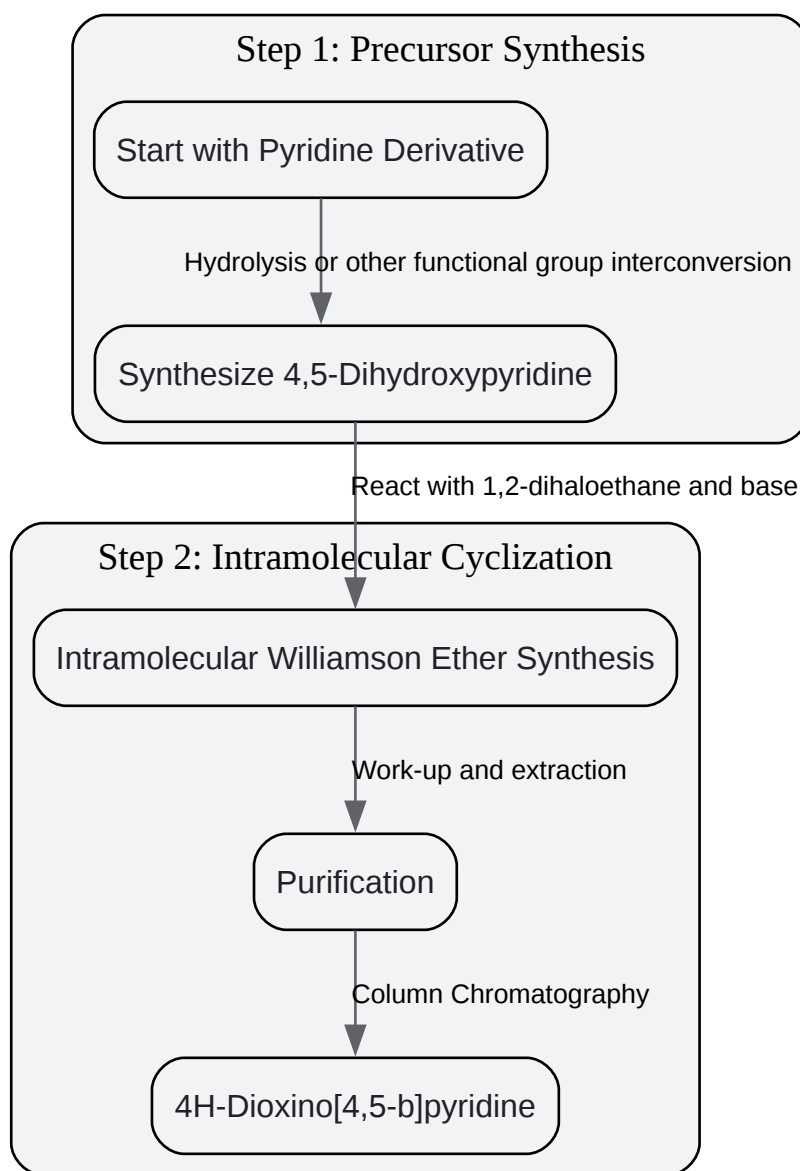 Step 1: Precursor Synthesis
Start with Pyridine Derivative
Hydrolysis or other functional group interconversion
Synthesize 4,5-Dihydroxypyridine
React with 1,2-dihaloethane and base
Step 2: Intramolecular Cyclization
Intramolecular Williamson Ether Synthesis
Work-up and extraction
Purification
Column Chromatography
4H-Dioxino[4,5-b]pyridine